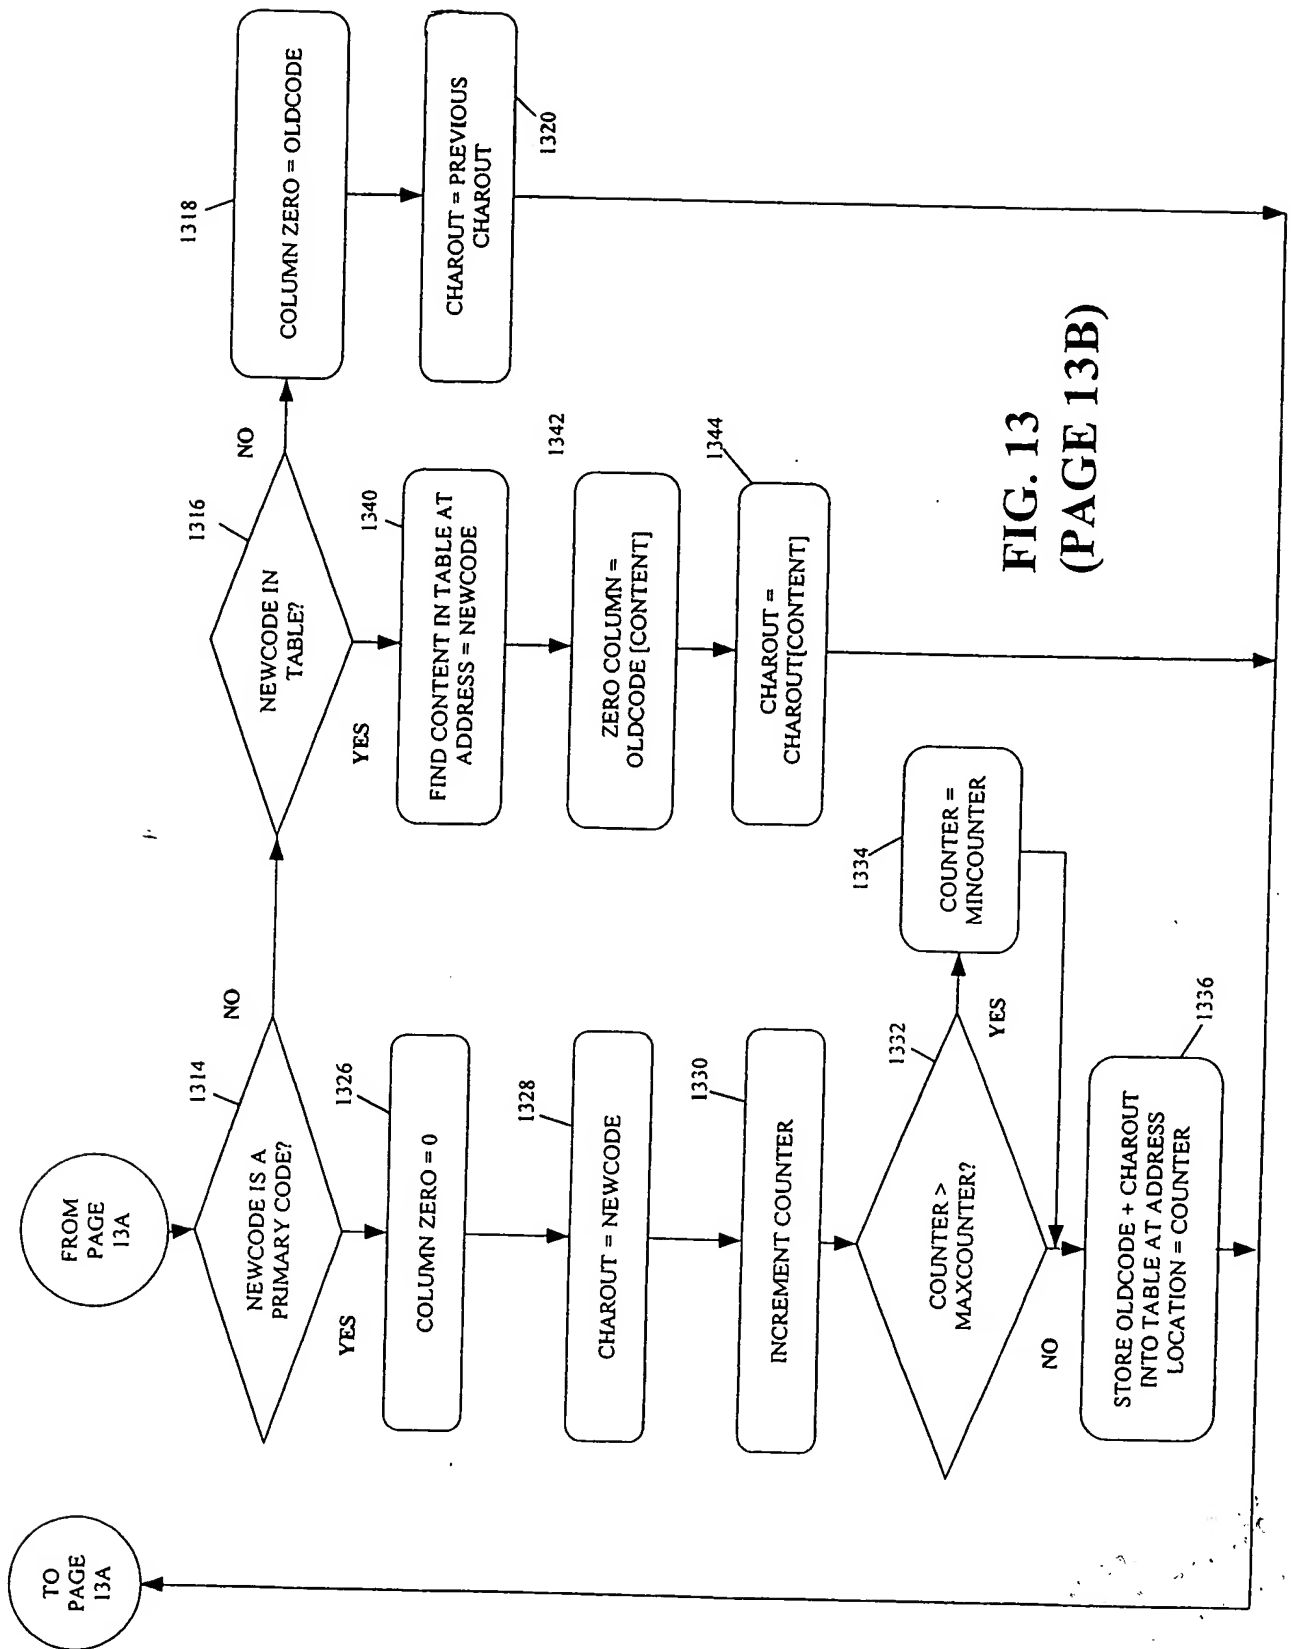 TO
PAGE
13A
FROM
PAGE
13A
1314
NEWCODE IS A
PRIMARY CODE?
NO
YES
1316
NEWCODE IN
TABLE?
NO
YES
1318
COLUMN ZERO = OLDCODE
1320
CHAROUT = PREVIOUS
CHAROUT
1326
COLUMN ZERO = 0
1328
CHAROUT = NEWCODE
1330
INCREMENT COUNTER
1332
COUNTER >
MAXCOUNTER?
YES
NO
1334
COUNTER =
MINCOUNTER
1336
STORE OLDCODE + CHAROUT
INTO TABLE AT ADDRESS
LOCATION = COUNTER
1340
FIND CONTENT IN TABLE AT
ADDRESS = NEWCODE
1342
ZERO COLUMN =
OLDCODE [CONTENT]
1344
CHAROUT =
CHAROUT[CONTENT]
FIG. 13
(PAGE 13B)